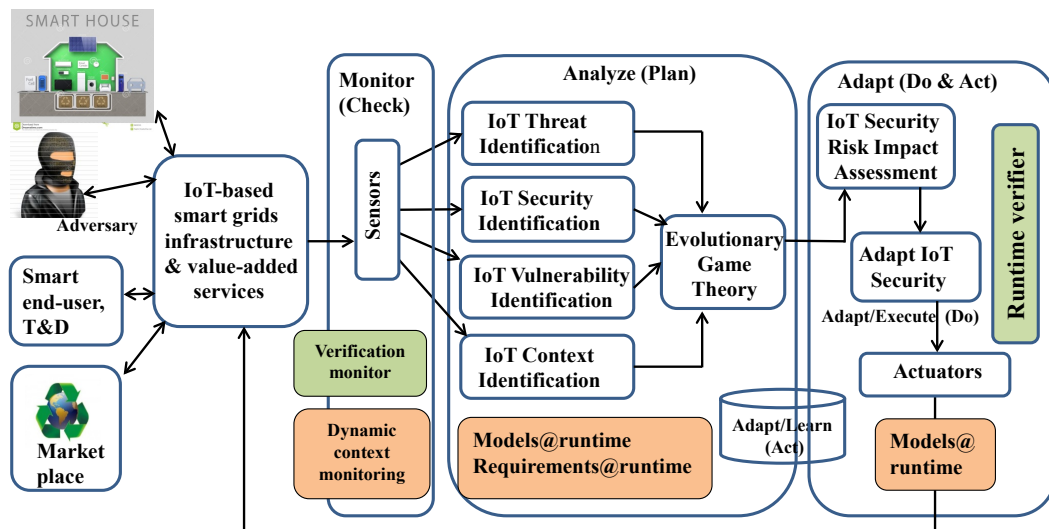 SMART HOUSE
Adversary
IoT-based
smart grids
infrastructure
& value-added
services
Smart
end-user,
T&D
Market
place
Monitor
(Check)
Sensors
Verification
monitor
Dynamic
context
monitoring
Analyze (Plan)
IoT Threat
Identification
IoT Security
Identification
IoT Vulnerability
Identification
IoT Context
Identification
Evolutionary
Game
Theory
Models@runtime
Requirements@runtime
Adapt/Learn
(Act)
Adapt (Do & Act)
IoT Security
Risk Impact
Assessment
Adapt IoT
Security
Adapt/Execute (Do)
Actuators
Models@
runtime
Runtime verifier